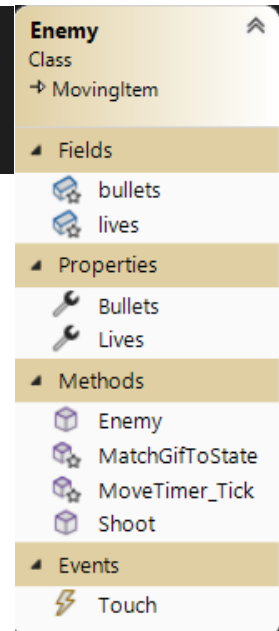 Enemy
Class
MovingItem
Fields
bullets
lives
Properties
Bullets
Lives
Methods
Enemy
MatchGifToState
MoveTimer_Tick
Shoot
Events
Touch